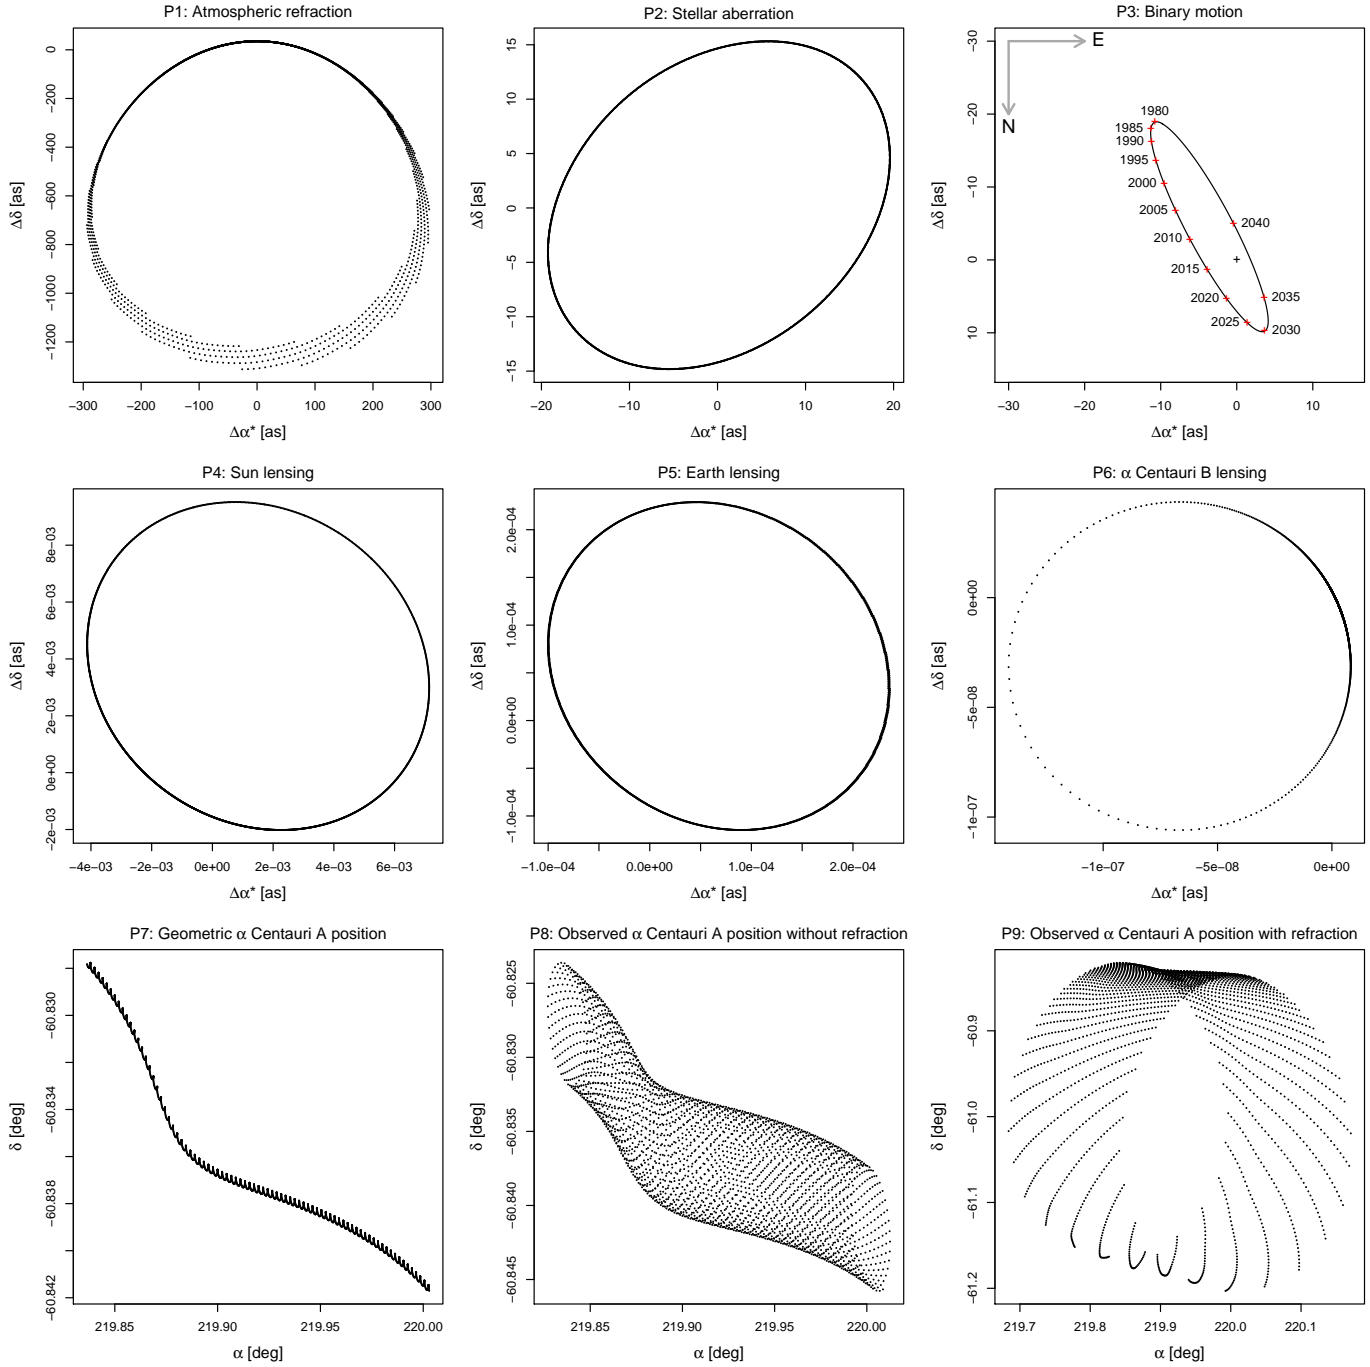 P1: Atmospheric refraction
0
−200
−400
−600
−800
−1000
−1200
Δδ [as]
−300 −200 −100 0 100 200 300
Δα* [as]
P2: Stellar aberration
15
10
5
0
−5
−10
−15
Δδ [as]
−20 −10 0 10 20
Δα* [as]
P3: Binary motion
−30
−20
−10
0
10
Δδ [as]
E
N
1980
1985
1990
1995
2000
2005
2010
2015
2020
2025
2030
2035
2040
−30 −20 −10 0 10
Δα* [as]
P4: Sun lensing
8e−03
6e−03
4e−03
2e−03
0e+00
−2e−03
Δδ [as]
−4e−03 0e+00 2e−03 4e−03 6e−03
Δα* [as]
P5: Earth lensing
2.0e−04
1.0e−04
0.0e+00
−1.0e−04
Δδ [as]
−1.0e−04 0.0e+00 1.0e−04 2.0e−04
Δα* [as]
P6: α Centauri B lensing
0e+00
−5e−08
−1e−07
Δδ [as]
−1e−07 −5e−08 0e+00
Δα* [as]
P7: Geometric α Centauri A position
−60.830
−60.834
−60.838
−60.842
δ [deg]
219.85 219.90 219.95 220.00
α [deg]
P8: Observed α Centauri A position without refraction
−60.825
−60.830
−60.835
−60.840
−60.845
δ [deg]
219.85 219.90 219.95 220.00
α [deg]
P9: Observed α Centauri A position with refraction
−60.9
−61.0
−61.1
−61.2
δ [deg]
219.7 219.8 219.9 220.0 220.1
α [deg]